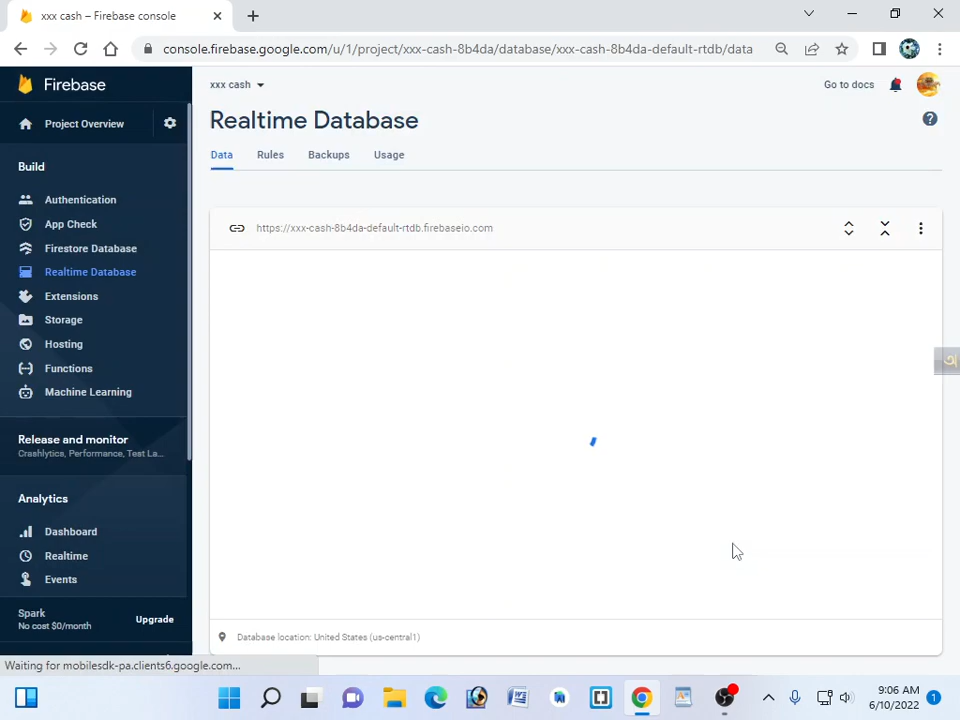 xxx cash – Firebase console
console.firebase.google.com/u/1/project/xxx-cash-8b4da/database/xxx-cash-8b4da-default-rtdb/data
Firebase
xxx cash
Go to docs
Project Overview
Realtime Database
Data Rules Backups Usage
Build
Authentication
App Check
Firestore Database
Realtime Database
Extensions
Storage
Hosting
Functions
Machine Learning
https://xxx-cash-8b4da-default-rtdb.firebaseio.com
Release and monitor
Crashlytics, Performance, Test La...
Analytics
Dashboard
Realtime
Events
Spark
No cost $0/month
Upgrade
Database location: United States (us-central1)
Waiting for mobilesdk-pa.clients6.google.com...
9:06 AM
6/10/2022
1